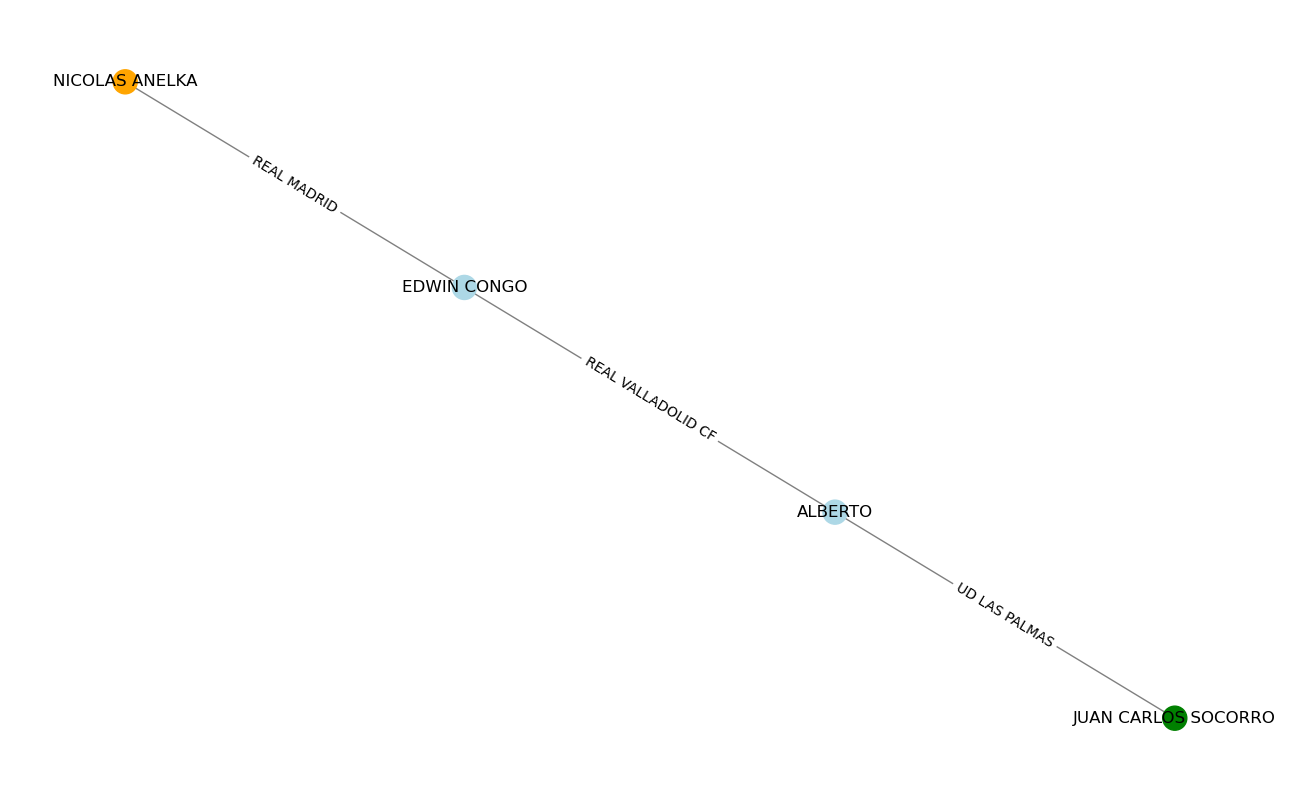 NICOLAS ANELKA
REAL MADRID
EDWIN CONGO
REAL VALLADOLID CF
ALBERTO
UD LAS PALMAS
JUAN CARLOS SOCORRO